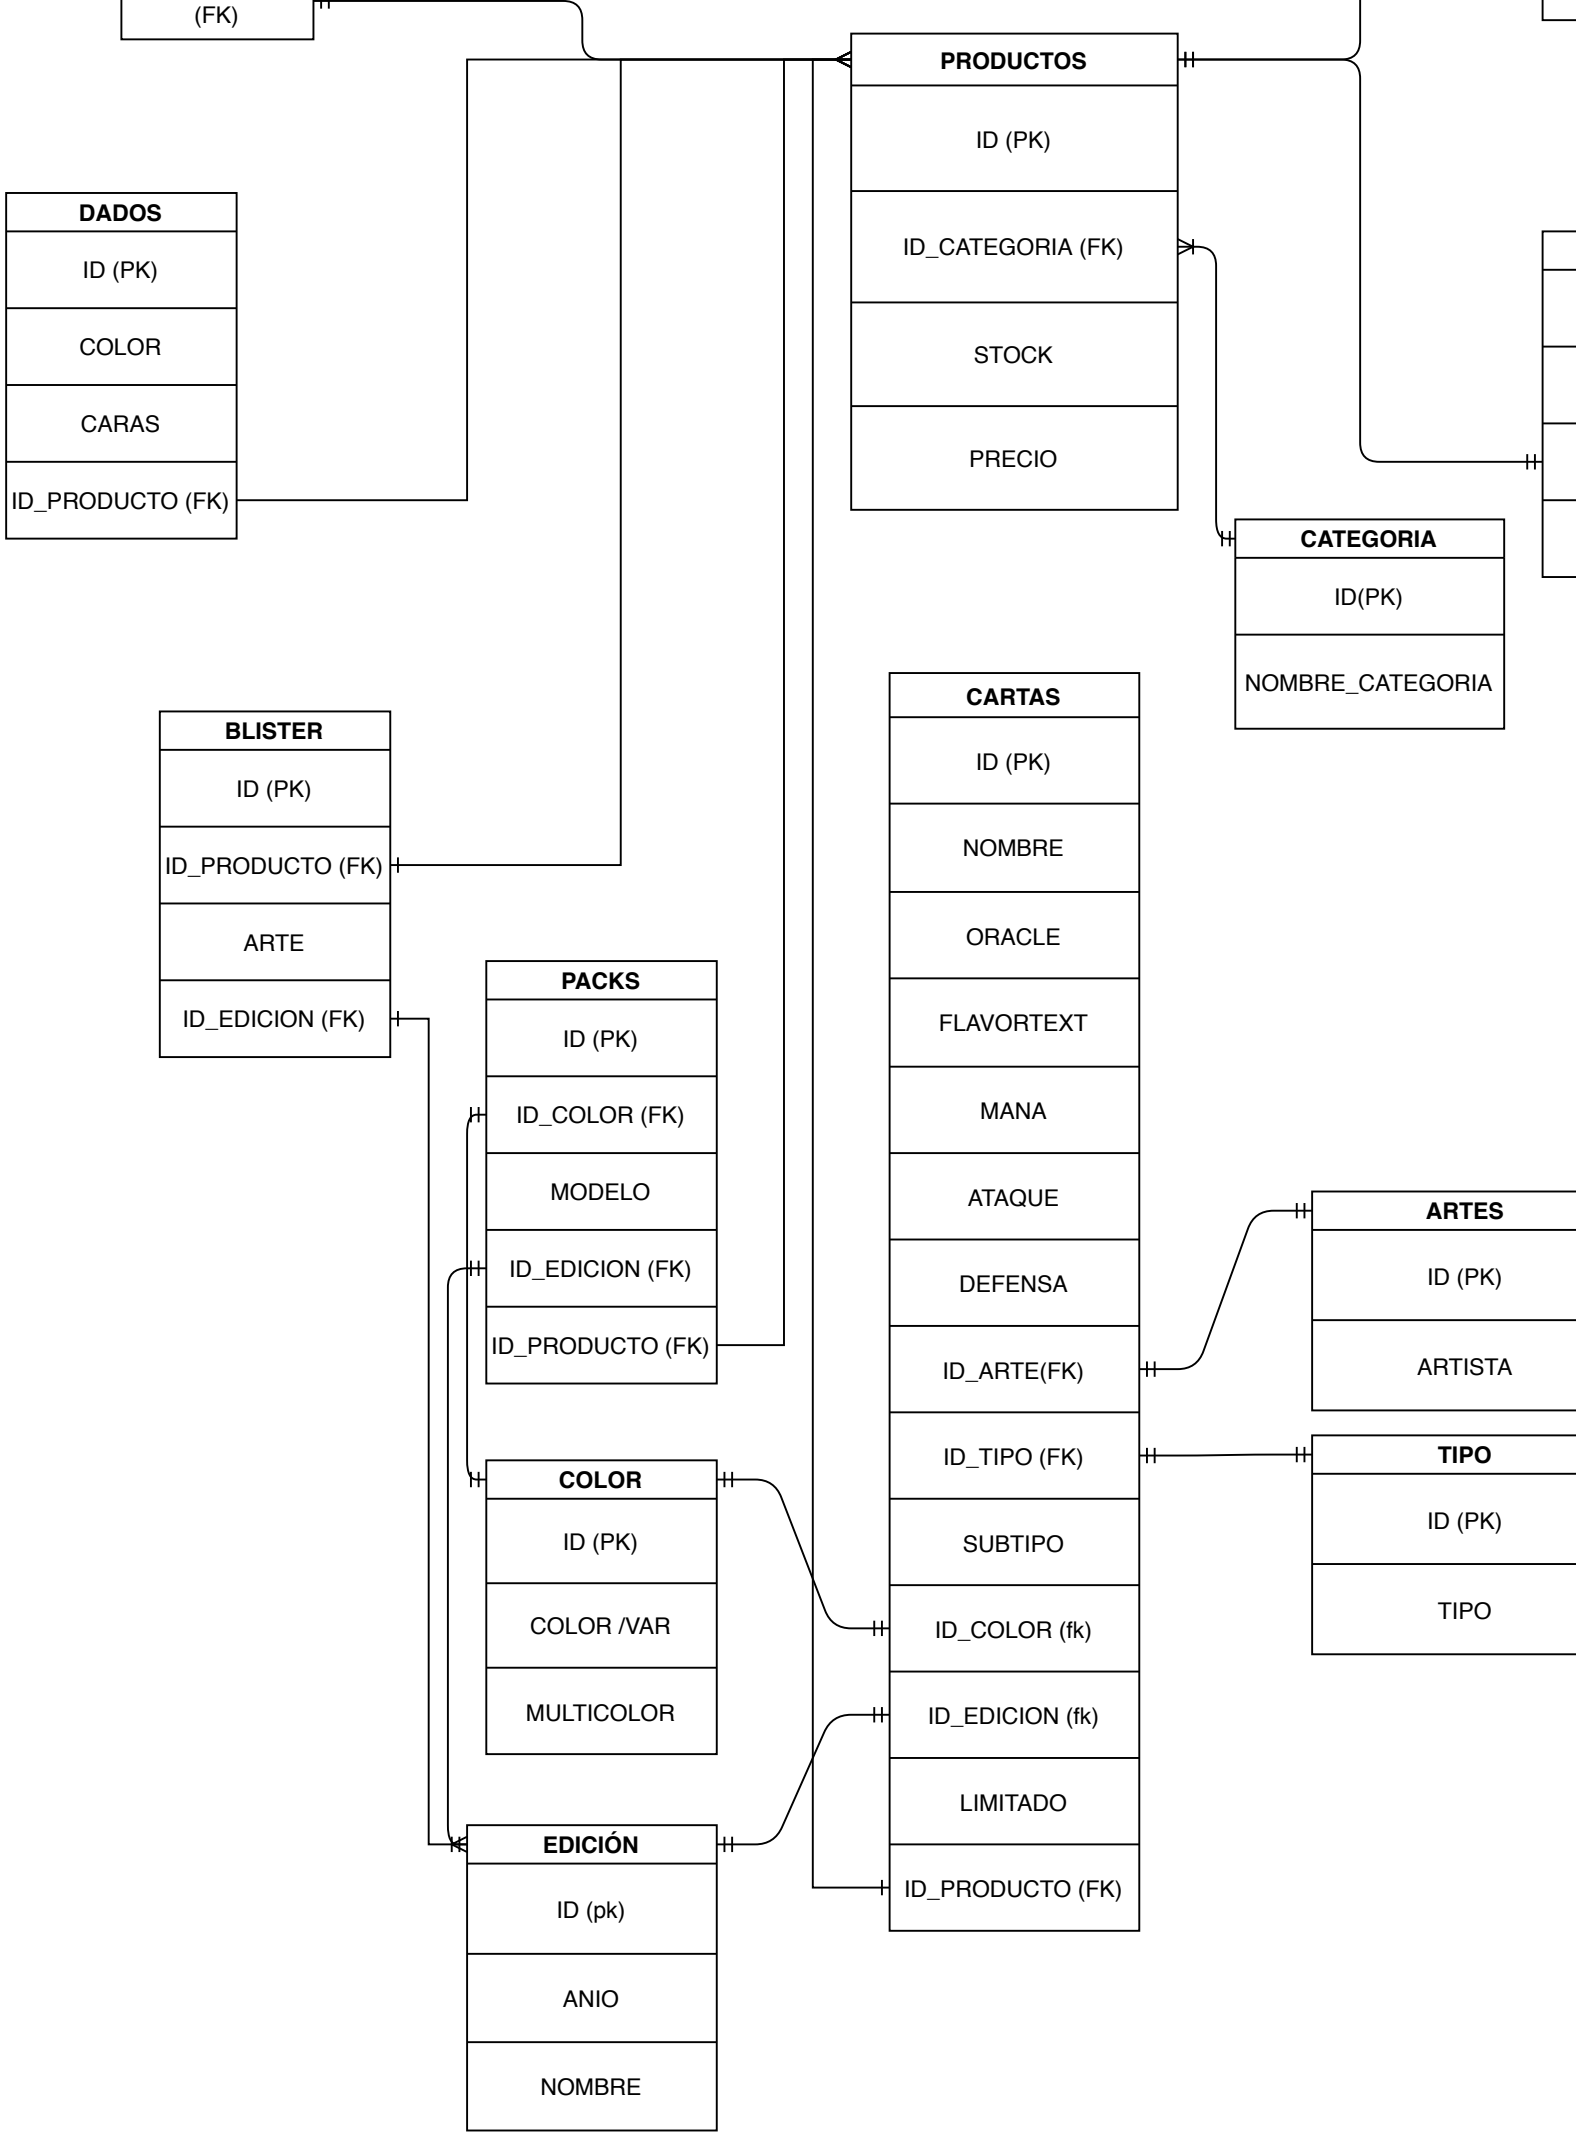 (FK)
PRODUCTOS
ID (PK)
ID_CATEGORIA (FK)
STOCK
PRECIO
DADOS
ID (PK)
COLOR
CARAS
ID_PRODUCTO (FK)
CATEGORIA
ID(PK)
NOMBRE_CATEGORIA
BLISTER
ID (PK)
ID_PRODUCTO (FK)
ARTE
ID_EDICION (FK)
PACKS
ID (PK)
ID_COLOR (FK)
MODELO
ID_EDICION (FK)
ID_PRODUCTO (FK)
CARTAS
ID (PK)
NOMBRE
ORACLE
FLAVORTEXT
MANA
ATAQUE
DEFENSA
ID_ARTE(FK)
ID_TIPO (FK)
SUBTIPO
ID_COLOR (fk)
ID_EDICION (fk)
LIMITADO
ID_PRODUCTO (FK)
ARTES
ID (PK)
ARTISTA
TIPO
ID (PK)
TIPO
COLOR
ID (PK)
COLOR /VAR
MULTICOLOR
EDICIÓN
ID (pk)
ANIO
NOMBRE